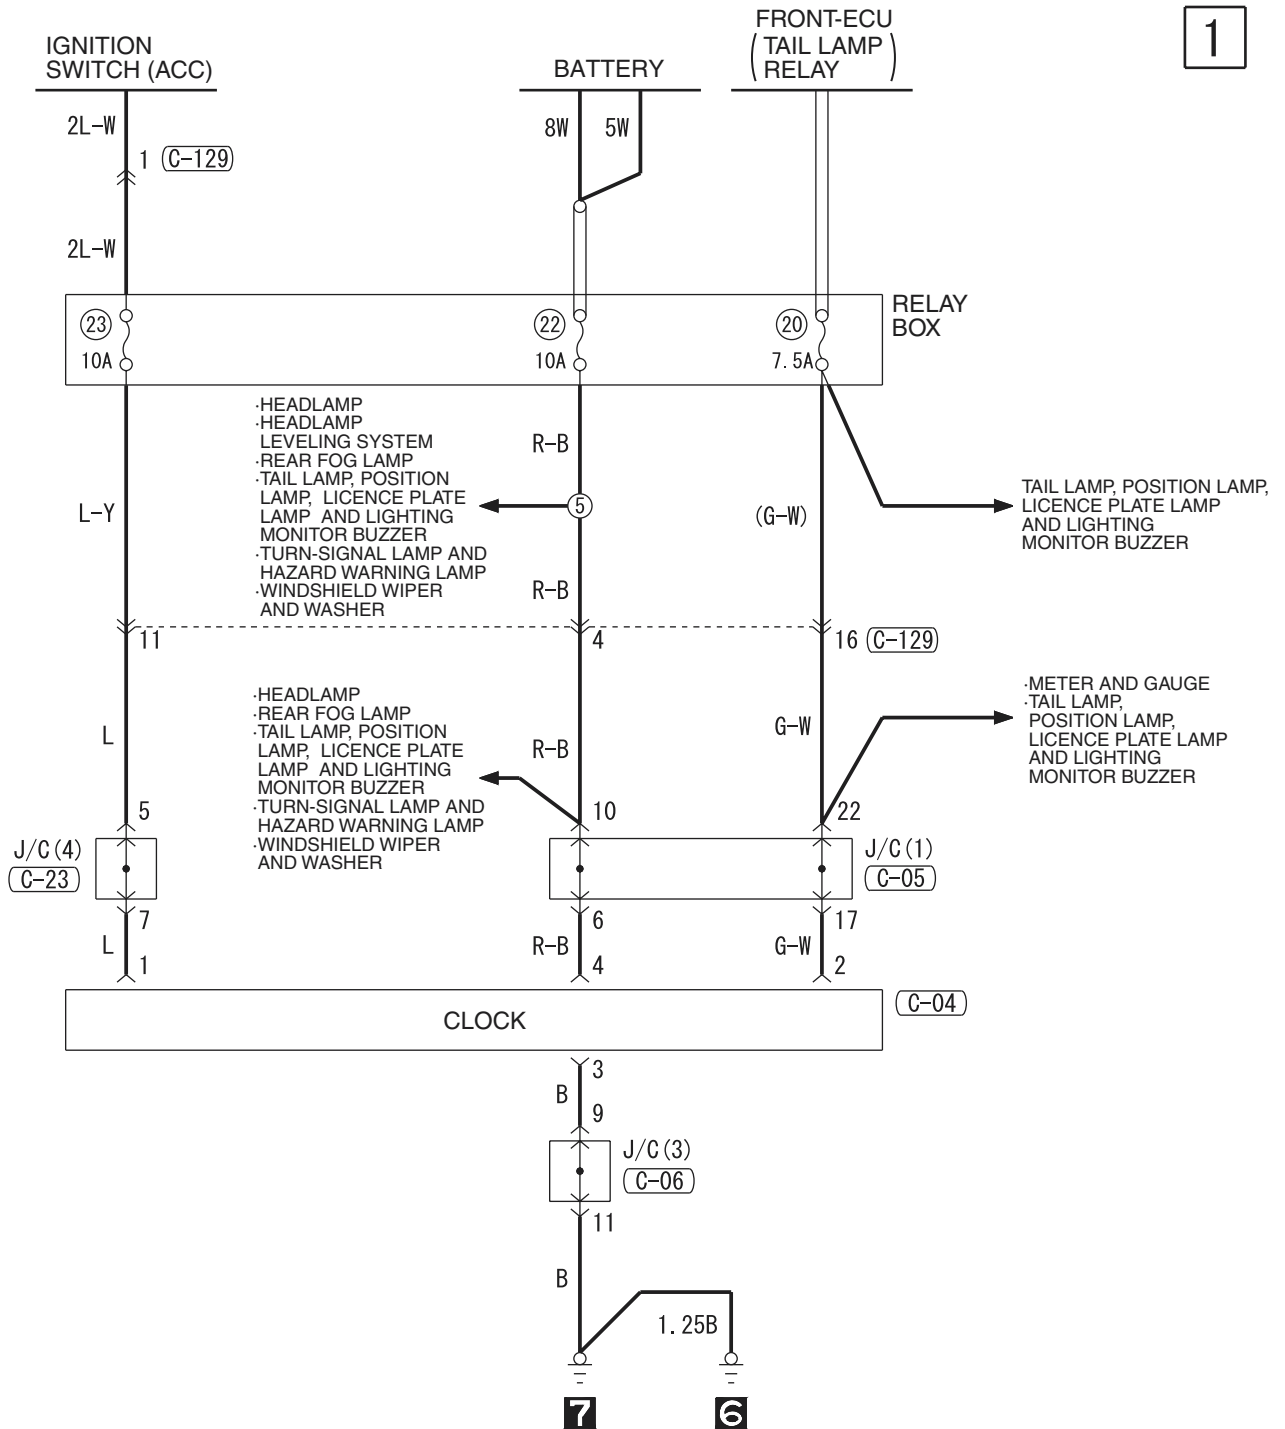 1
IGNITION
SWITCH (ACC)
BATTERY
FRONT-ECU
(TAIL LAMP
RELAY)
2L-W
1 C-129
8W
5W
2L-W
RELAY
BOX
23
10A
22
10A
20
7.5A
·HEADLAMP
·HEADLAMP
LEVELING SYSTEM
·REAR FOG LAMP
·TAIL LAMP, POSITION
LAMP, LICENCE PLATE
LAMP AND LIGHTING
MONITOR BUZZER
·TURN-SIGNAL LAMP AND
HAZARD WARNING LAMP
·WINDSHIELD WIPER
AND WASHER
R-B
5
R-B
L-Y
(G-W)
TAIL LAMP, POSITION LAMP,
LICENCE PLATE LAMP
AND LIGHTING
MONITOR BUZZER
11
4
16 C-129
·HEADLAMP
·REAR FOG LAMP
·TAIL LAMP, POSITION
LAMP, LICENCE PLATE
LAMP AND LIGHTING
MONITOR BUZZER
·TURN-SIGNAL LAMP AND
HAZARD WARNING LAMP
·WINDSHIELD WIPER
AND WASHER
L
R-B
G-W
·METER AND GAUGE
·TAIL LAMP,
POSITION LAMP,
LICENCE PLATE LAMP
AND LIGHTING
MONITOR BUZZER
5
10
22
J/C(4)
C-23
J/C(1)
C-05
7
6
17
L
R-B
G-W
1
4
2
CLOCK
C-04
3
B
9
J/C(3)
C-06
11
B
1.25B
7
6